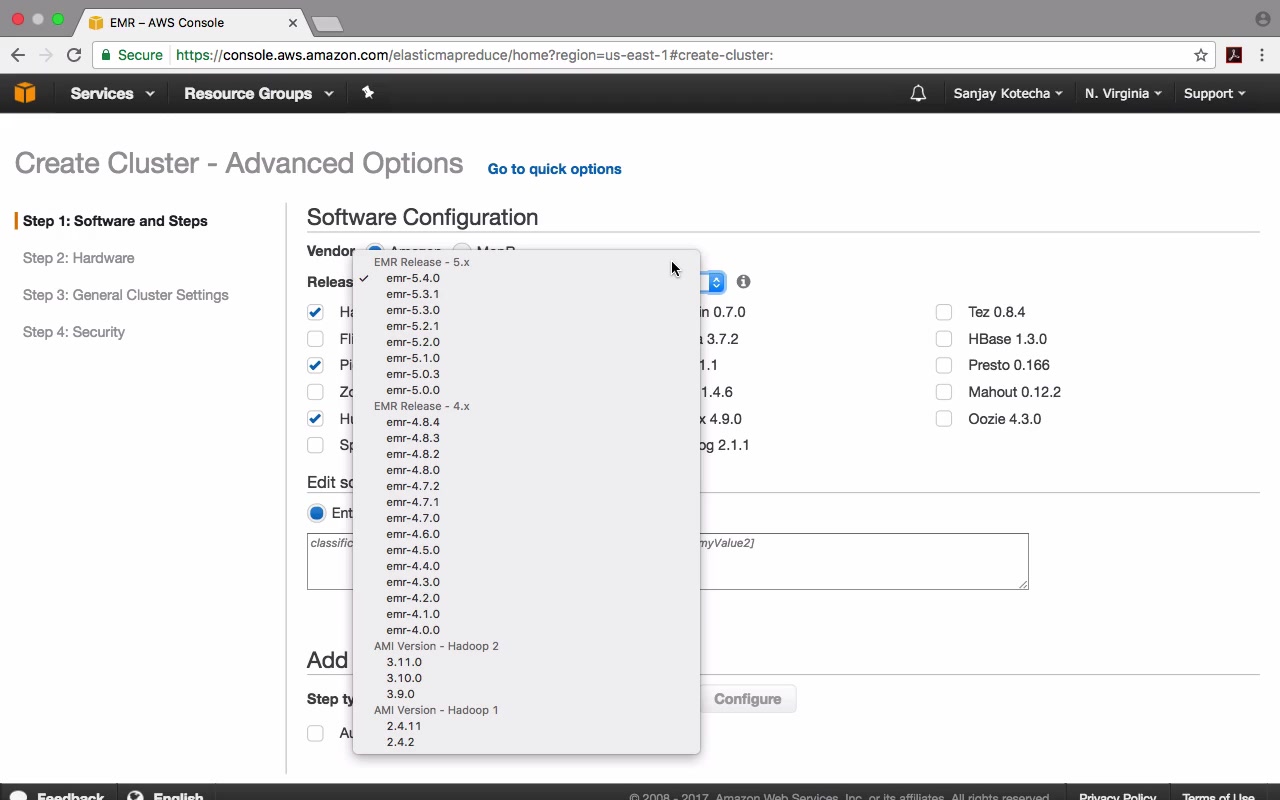 EMR – AWS Console
Secure https://console.aws.amazon.com/elasticmapreduce/home?region=us-east-1#create-cluster:
Services Resource Groups Sanjay Kotecha N. Virginia Support
Create Cluster - Advanced Options Go to quick options
Step 1: Software and Steps
Step 2: Hardware
Step 3: General Cluster Settings
Step 4: Security
Software Configuration
Vendor
Releas
EMR Release - 5.x
emr-5.4.0
emr-5.3.1
emr-5.3.0
emr-5.2.1
emr-5.2.0
emr-5.1.0
emr-5.0.3
emr-5.0.0
EMR Release - 4.x
emr-4.8.4
emr-4.8.3
emr-4.8.2
emr-4.8.0
emr-4.7.2
emr-4.7.1
emr-4.7.0
emr-4.6.0
emr-4.5.0
emr-4.4.0
emr-4.3.0
emr-4.2.0
emr-4.1.0
emr-4.0.0
AMI Version - Hadoop 2
3.11.0
3.10.0
3.9.0
AMI Version - Hadoop 1
2.4.11
2.4.2
Ha in 0.7.0 Tez 0.8.4
Fli 3.7.2 HBase 1.3.0
Pi 1.1 Presto 0.166
Zo 1.4.6 Mahout 0.12.2
Hu x 4.9.0 Oozie 4.3.0
Sp og 2.1.1
Edit so
Ent
classific myValue2]
Add
Step ty Configure
Au
Feedback English © 2008 - 2017, Amazon Web Services, Inc. or its affiliates. All rights reserved. Privacy Policy Terms of Use